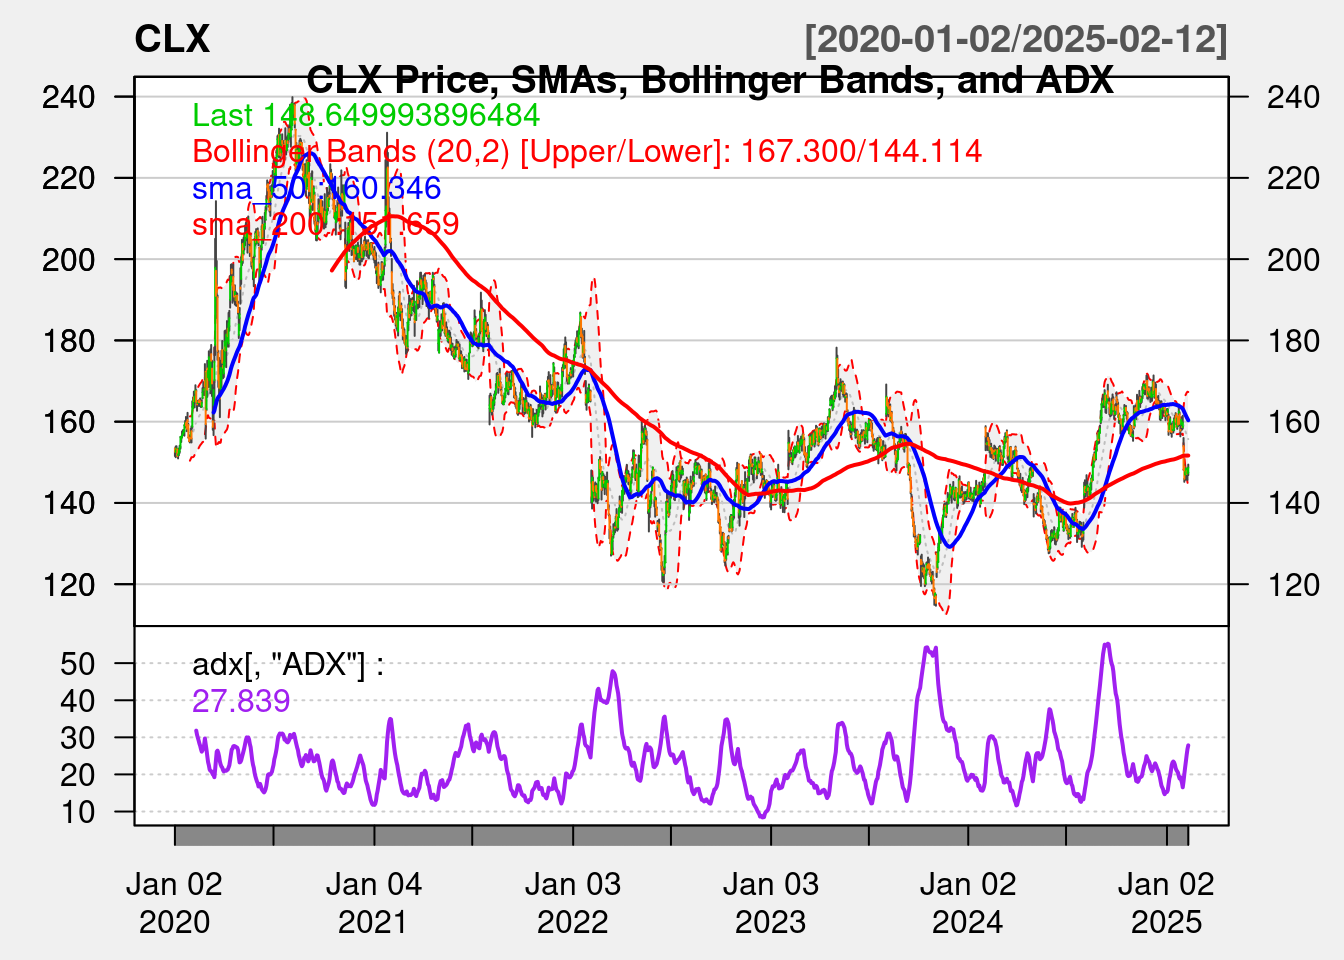 CLX [2020-01-02/2025-02-12]
CLX Price, SMAs, Bollinger Bands, and ADX
Last 148.649993896484
Bollinger Bands (20,2) [Upper/Lower]: 167.300/144.114
sma_50 : 160.346
sma_200 : 151.659
240 240
220 220
200 200
180 180
160 160
140 140
120 120
adx[, "ADX"] :
27.839
50
40
30
20
10
Jan 02 Jan 04 Jan 03 Jan 03 Jan 02 Jan 02
2020 2021 2022 2023 2024 2025